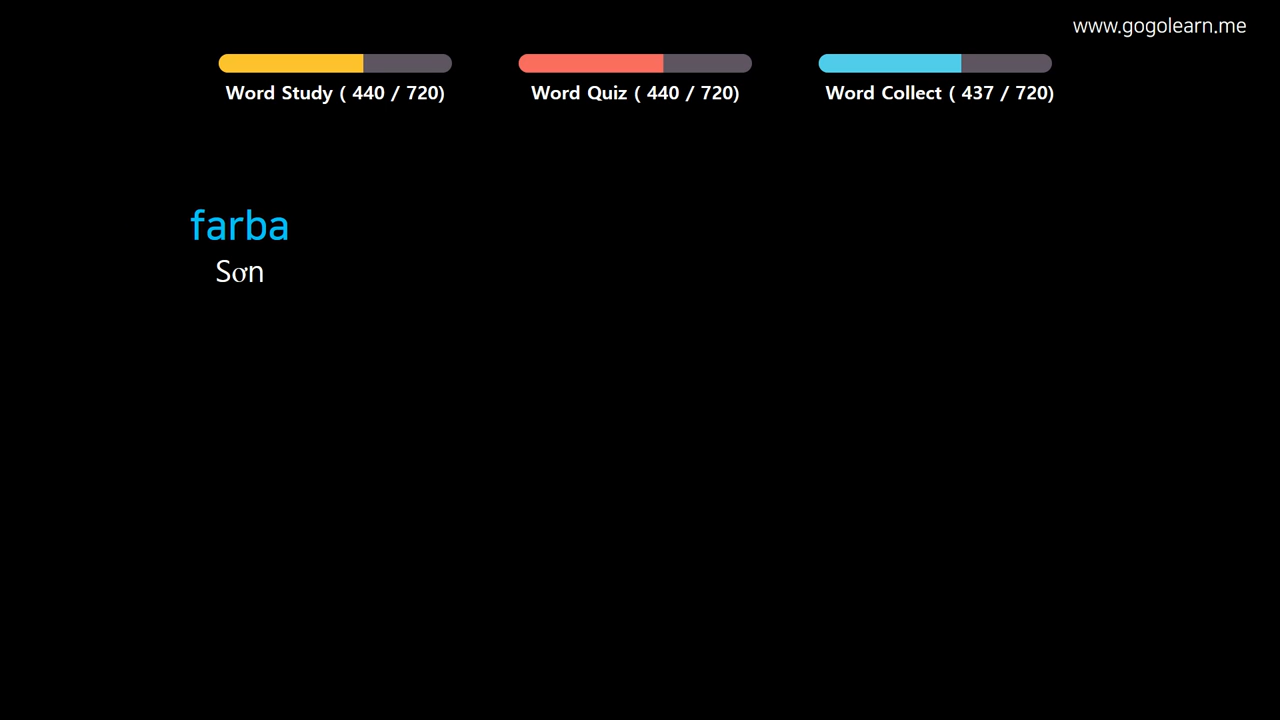 www.gogolearn.me
Word Study ( 440 / 720)
Word Quiz ( 440 / 720)
Word Collect ( 437 / 720)
farba
Sơn